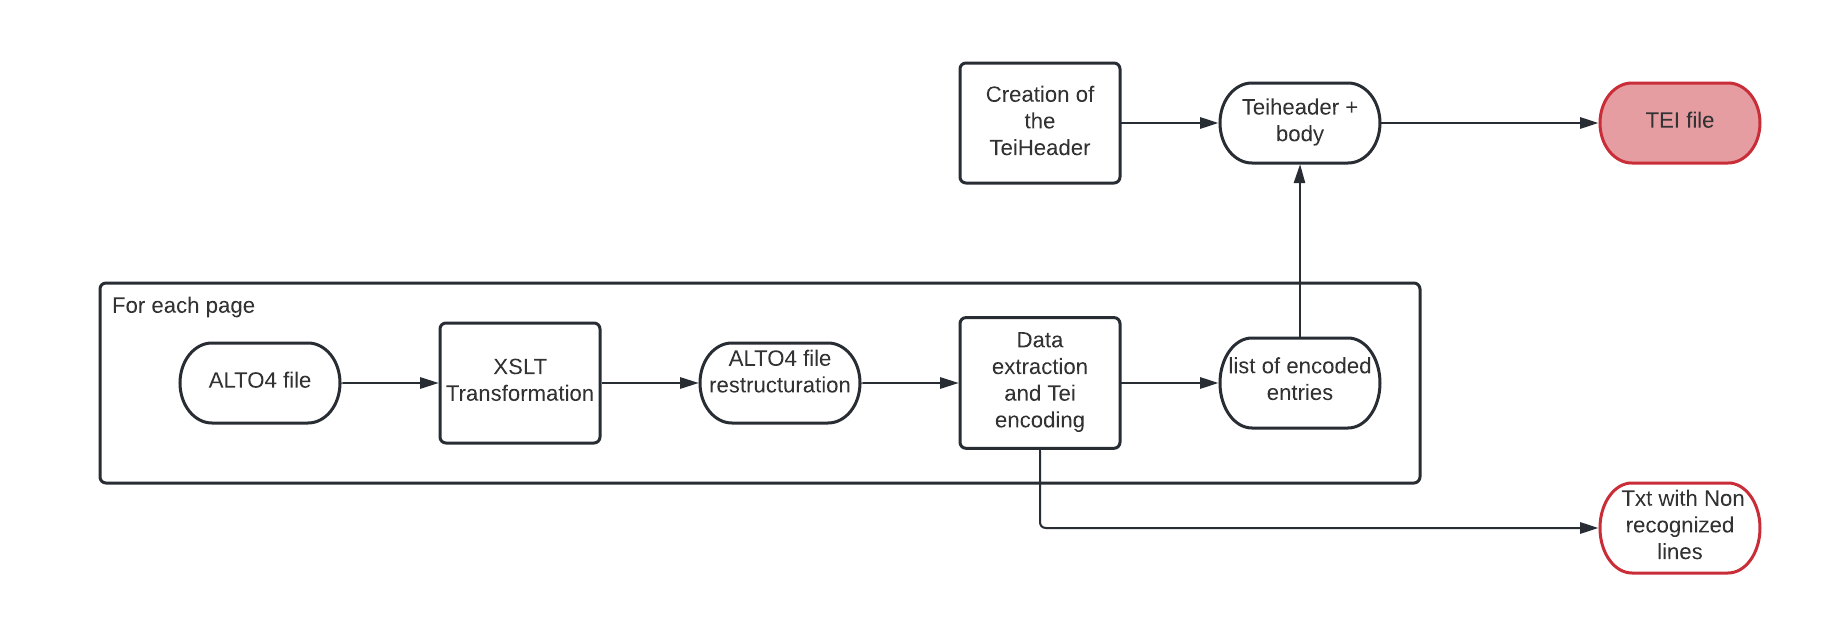 Creation of
the
TeiHeader
Teiheader +
body
TEI file
For each page
ALTO4 file
XSLT
Transformation
ALTO4 file
restructuration
Data
extraction
and Tei
encoding
list of encoded
entries
Txt with Non
recognized
lines